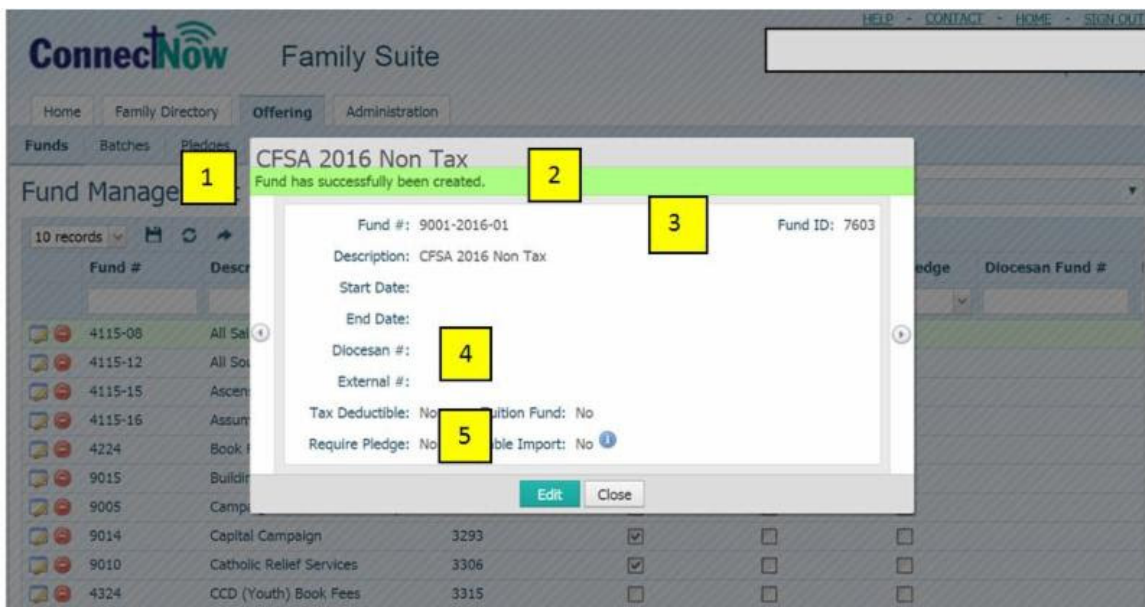 HELP - CONTACT - HOME - SIGN OUT
ConnectNow Family Suite
Home Family Directory Offering Administration
Funds Batches Pledges
1
CFSA 2016 Non Tax
2
Fund has successfully been created.
Fund Manage
3
Fund #: 9001-2016-01 Fund ID: 7603
Description: CFSA 2016 Non Tax
Start Date:
End Date:
Diocesan #:
4
External #:
Tax Deductible: No Tuition Fund: No
5
Require Pledge: No able Import: No
Edit Close
10 records
Fund # Descr edge Diocesan Fund #
4115-08 All Sai
4115-12 All Sou
4115-15 Ascen
4115-16 Assum
4224 Book F
9015 Buildin
9005 Campa
9014 Capital Campaign 3293
9010 Catholic Relief Services 3306
4324 CCD (Youth) Book Fees 3315